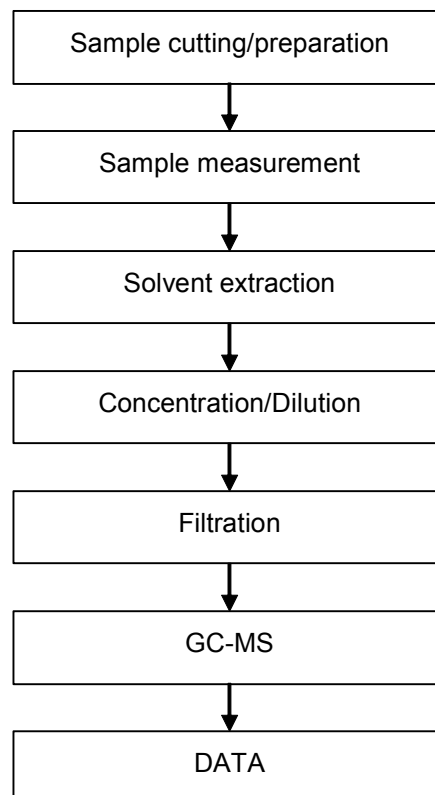 Sample cutting/preparation
Sample measurement
Solvent extraction
Concentration/Dilution
Filtration
GC-MS
DATA